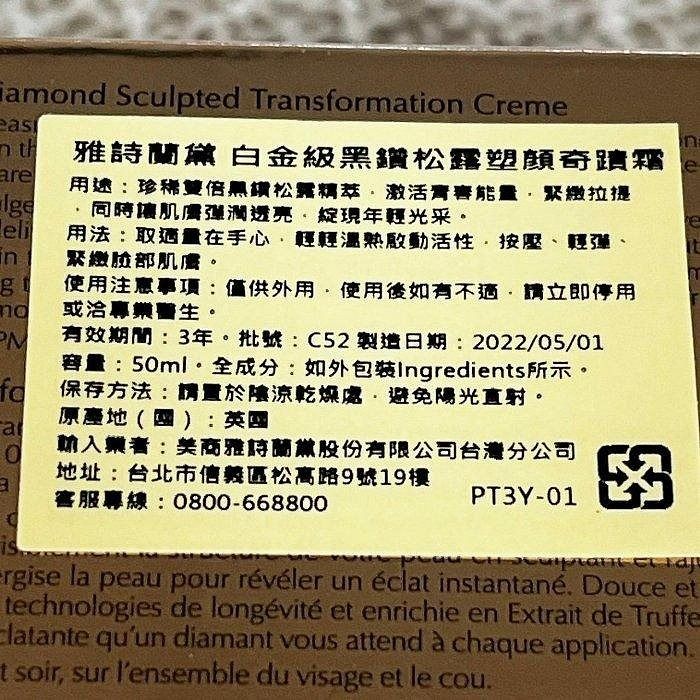 iamond Sculpted Transformation Creme
雅詩蘭黛 白金級黑鑽松露塑顏奇蹟霜
用途：珍稀雙倍黑鑽松露精萃，激活膏害能量，緊緻拉提
，同時讓肌膚彈潤透亮，綻現年輕光采。
用法：取適量在手心，輕輕溫熱啟動活性，按壓、輕彈、
緊緻臉部肌膚。
使用注意事項：僅供外用，使用後如有不適，請立即停用
或洽專業醫生。
有效期間：3年。批號：C52 製造日期：2022/05/01
容量：50ml。全成分：如外包裝Ingredients所示。
保存方法：請置於陰涼乾燥處，避免陽光直射。
原產地（國）：英國
輸入業者：美商雅詩蘭黛股份有限公司台灣分公司
地址：台北市信義區松高路9號19樓
客服專線：0800-668800 PT3Y-01
ergise la peau pour révéler un éclat instantané. Douce et
technologies de longévité et enrichie en Extrait de Truffe
clatante qu'un diamant vous attend à chaque application.
t soir, sur l'ensemble du visage et le cou.